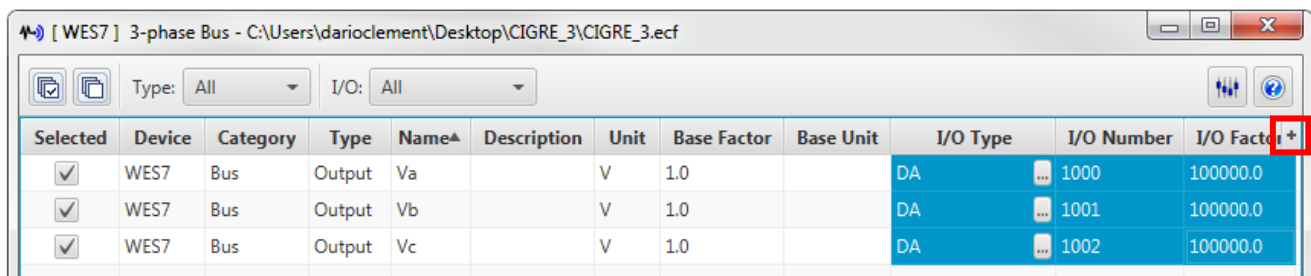 [ WES7 ] 3-phase Bus - C:\Users\darioclement\Desktop\CIGRE_3\CIGRE_3.ecf
Type: All I/O: All
Selected Device Category Type Name Description Unit Base Factor Base Unit I/O Type I/O Number I/O Factor +
WES7 Bus Output Va V 1.0 DA ... 1000 100000.0
WES7 Bus Output Vb V 1.0 DA ... 1001 100000.0
WES7 Bus Output Vc V 1.0 DA ... 1002 100000.0